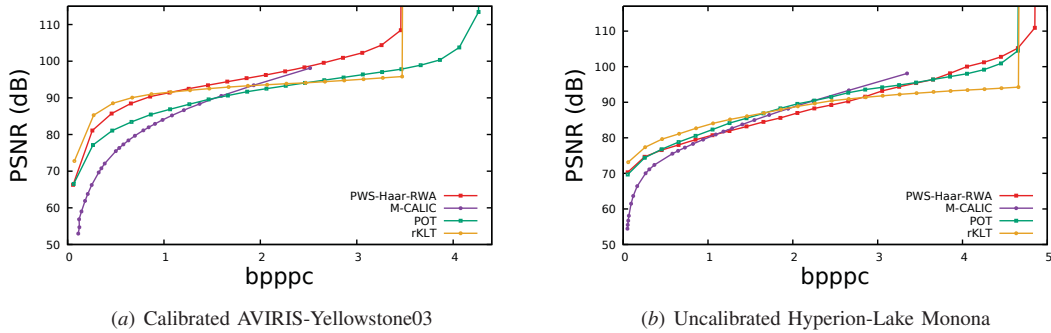 PSNR (dB)
110
100
90
80
70
60
50
0
1
2
3
4
bpppc
PWS-Haar-RWA
M-CALIC
POT
rKLT
(a) Calibrated AVIRIS-Yellowstone03
PSNR (dB)
110
100
90
80
70
60
50
0
1
2
3
4
5
bpppc
PWS-Haar-RWA
M-CALIC
POT
rKLT
(b) Uncalibrated Hyperion-Lake Monona